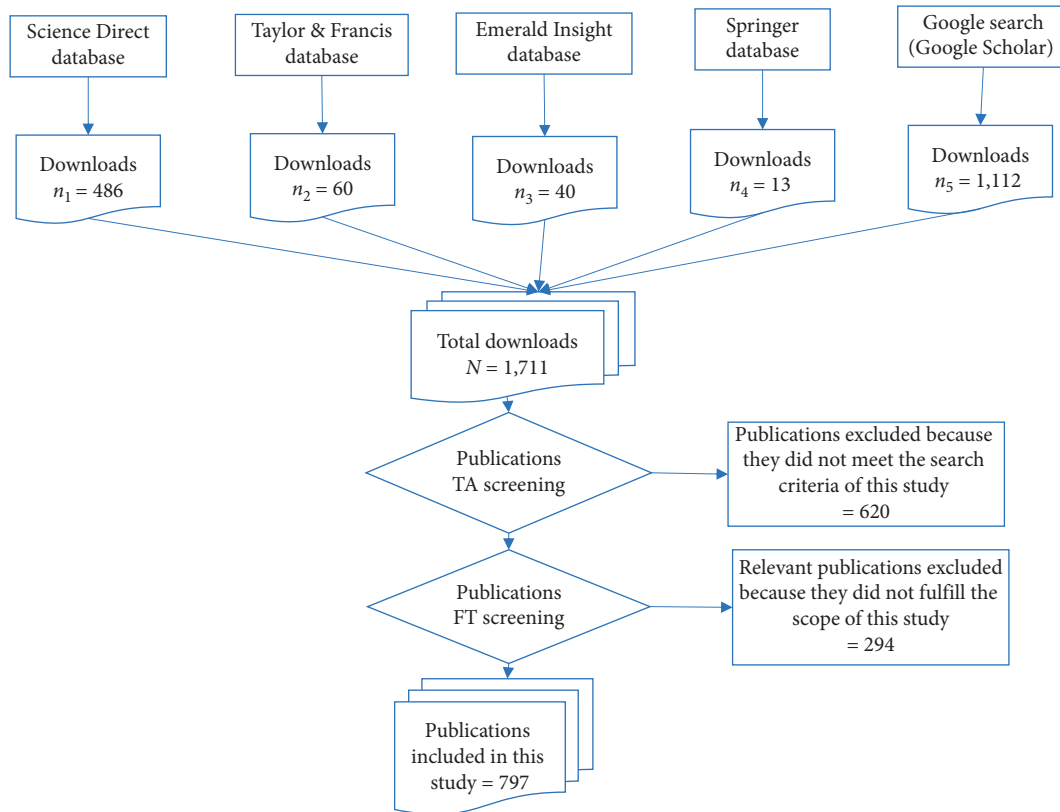 Science Direct
database
Taylor & Francis
database
Emerald Insight
database
Springer
database
Google search
(Google Scholar)
Downloads
n₁ = 486
Downloads
n₂ = 60
Downloads
n₃ = 40
Downloads
n₄ = 13
Downloads
n₅ = 1,112
Total downloads
N = 1,711
Publications
TA screening
Publications excluded because
they did not meet the search
criteria of this study
= 620
Publications
FT screening
Relevant publications excluded
because they did not fulfill the
scope of this study
= 294
Publications
included in this
study = 797